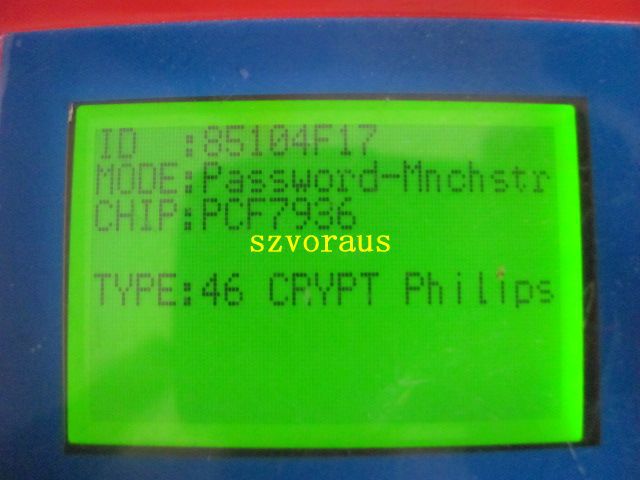 ID  :85104F17
MODE:Password-Mnchstr
CHIP:PCF7936
szvoraus
TYPE:46 CRYPT Philips